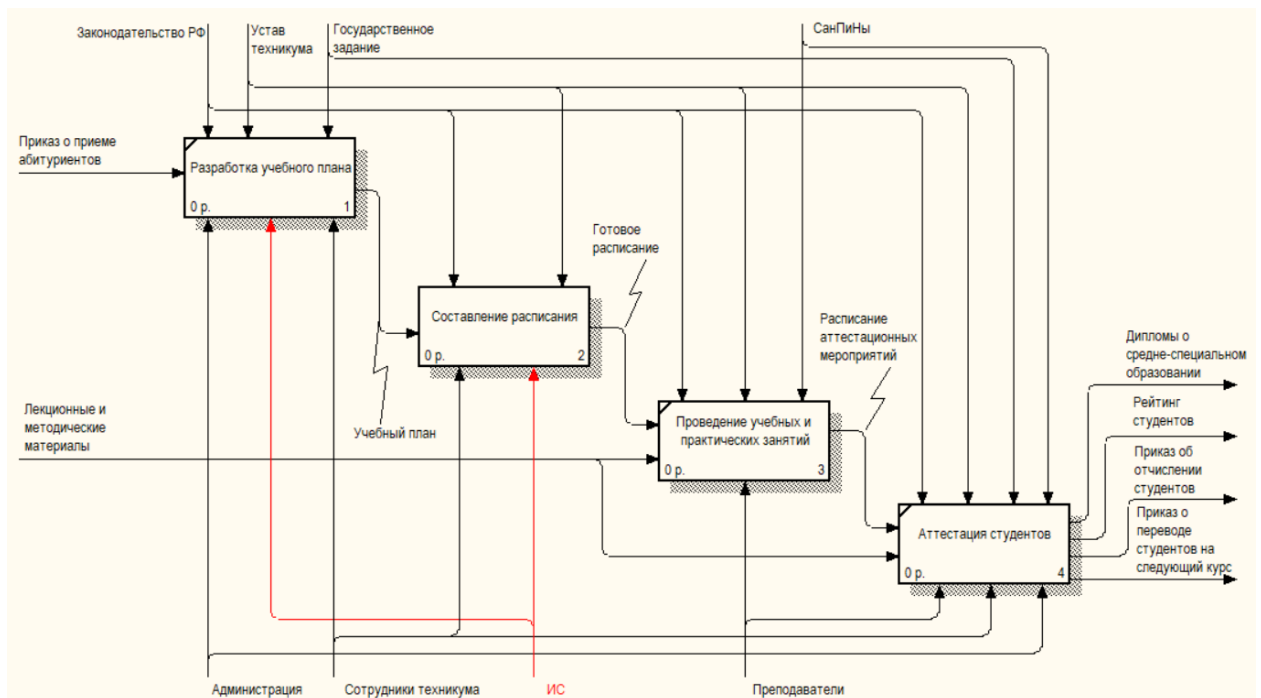 Законодательство РФ
Устав
техникума
Государственное
задание
СанПиНы
Приказ о приеме
абитуриентов
Разработка учебного плана
0 р.
1
Готовое
расписание
Составление расписания
0 р.
2
Расписание
аттестационных
мероприятий
Учебный план
Лекционные и
методические
материалы
Проведение учебных и
практических занятий
0 р.
3
Дипломы о
средне-специальном
образовании
Рейтинг
студентов
Приказ об
отчислении
студентов
Приказ о
переводе
студентов на
следующий курс
Аттестация студентов
0 р.
4
Администрация
Сотрудники техникума
ИС
Преподаватели